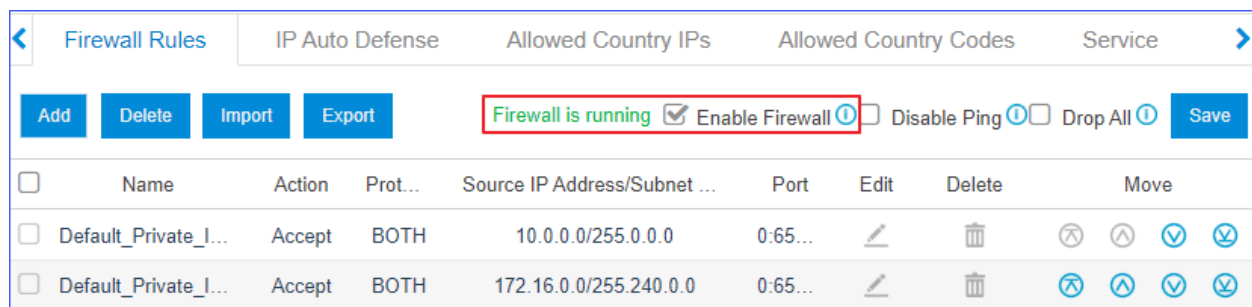 Firewall Rules IP Auto Defense Allowed Country IPs Allowed Country Codes Service
Add Delete Import Export Firewall is running Enable Firewall Disable Ping Drop All Save
Name Action Prot... Source IP Address/Subnet ... Port Edit Delete Move
Default_Private_I... Accept BOTH 10.0.0.0/255.0.0.0 0:65...
Default_Private_I... Accept BOTH 172.16.0.0/255.240.0.0 0:65...